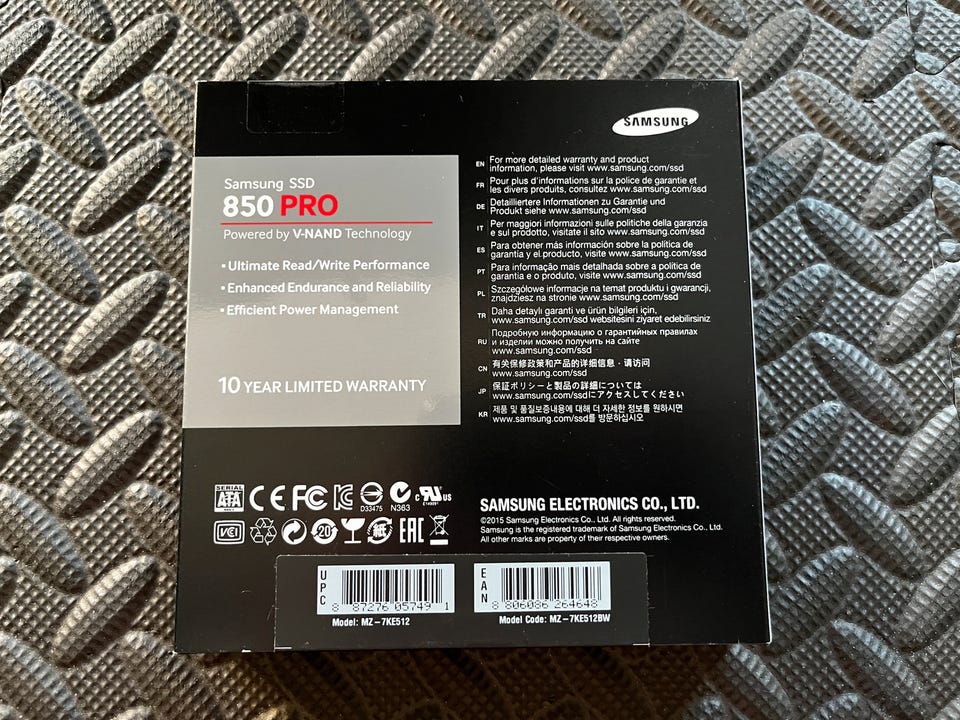 SAMSUNG
Samsung SSD
850 PRO
Powered by V-NAND Technology
▪ Ultimate Read/Write Performance
▪ Enhanced Endurance and Reliability
▪ Efficient Power Management
10 YEAR LIMITED WARRANTY
EN For more detailed warranty and product
information, please visit www.samsung.com/ssd
FR Pour plus d'informations sur la police de garantie et
les divers produits, consultez www.samsung.com/ssd
DE Detailliertere Informationen zu Garantie und
Produkt siehe www.samsung.com/ssd
IT Per maggiori informazioni sulle politiche della garanzia
e sul prodotto, visitate il sito www.samsung.com/ssd
ES Para obtener más información sobre la política de
garantía y el producto, visite www.samsung.com/ssd
PT Para informação mais detalhada sobre a política de
garantia e o produto, visite www.samsung.com/ssd
PL Szczegółowe informacje na temat produktu i gwarancji,
znajdziesz na stronie www.samsung.com/ssd
TR Daha detaylı garanti ve ürün bilgileri için,
www.samsung.com/ssd websitesini ziyaret edebilirsiniz
RU Подробную информацию о гарантийных правилах
и изделии можно получить на сайте
www.samsung.com/ssd
CN 有关保修政策和产品的详细信息，请访问
www.samsung.com/ssd
JP 保証ポリシーと製品の詳細については
www.samsung.com/ssdにアクセスしてください
KR 제품 및 품질보증내용에 대해 더 자세한 정보를 원하시면
www.samsung.com/ssd를 방문하십시오
SERIAL
ATA
CE FC KC D33475 N363 c RU US
VCI 20 紙 EAC
SAMSUNG ELECTRONICS CO., LTD.
©2015 Samsung Electronics Co., Ltd. All rights reserved.
Samsung is the registered trademark of Samsung Electronics Co., Ltd.
All other marks are property of their respective owners.
UPC
8 87276 05749 1
Model: MZ-7KE512
EAN
8 806086 264648
Model Code: MZ-7KE512BW